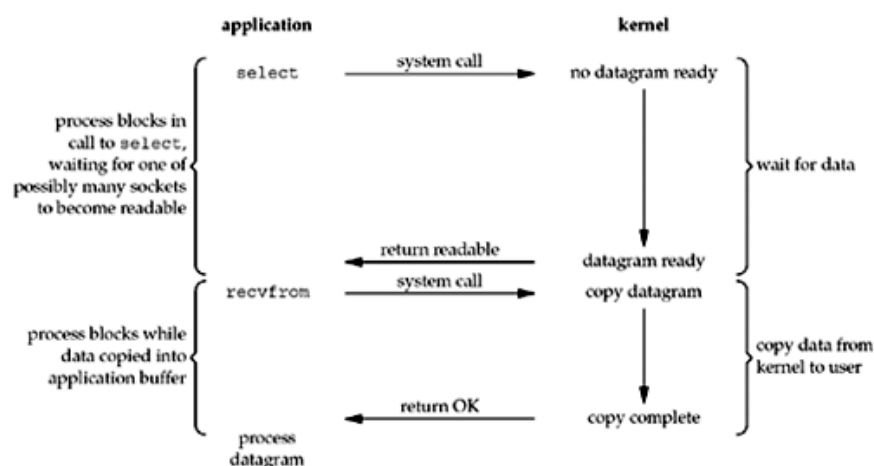 application
kernel
select
system call
no datagram ready
process blocks in
call to select,
waiting for one of
possibly many sockets
to become readable
wait for data
return readable
datagram ready
recvfrom
system call
copy datagram
process blocks while
data copied into
application buffer
copy data from
kernel to user
return OK
copy complete
process
datagram